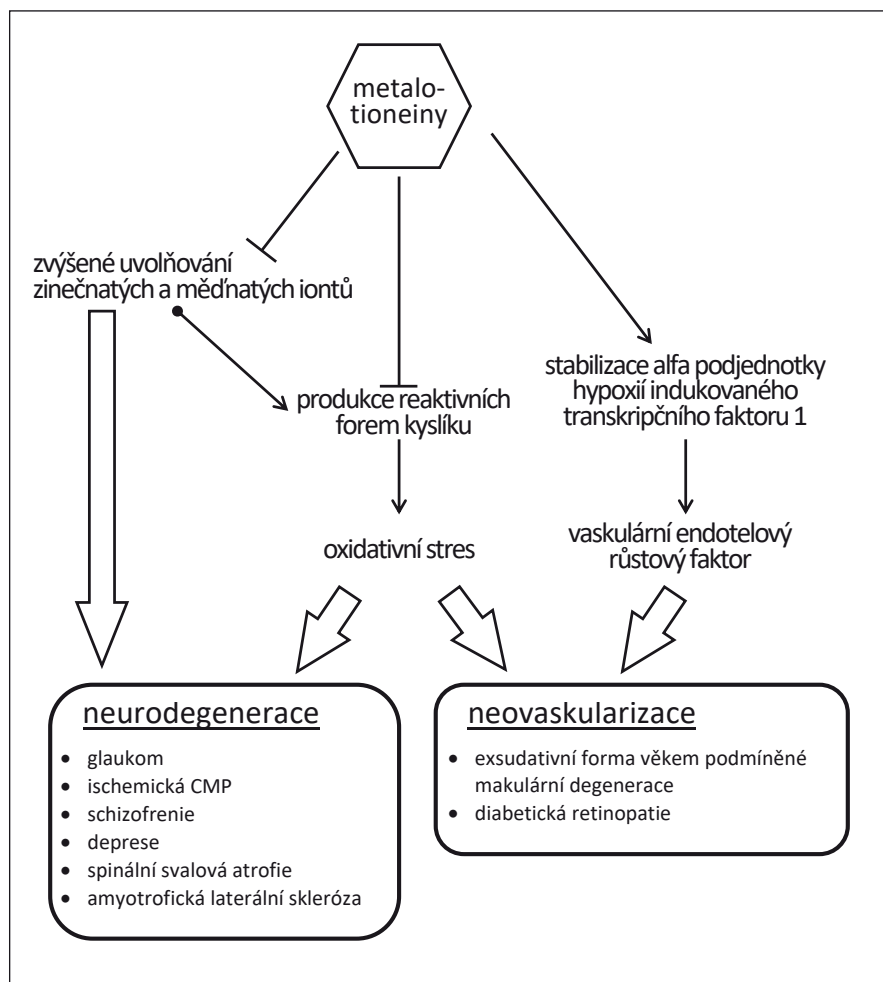 metalo-
tioneiny
zvýšené uvolňování
zinečnatých a měďnatých iontů
produkce reaktivních
forem kyslíku
stabilizace alfa podjednotky
hypoxií indukovaného
transkripčního faktoru 1
oxidativní stres
vaskulární endotelový
růstový faktor
neurodegenerace
• glaukom
• ischemická CMP
• schizofrenie
• deprese
• spinální svalová atrofie
• amyotrofická laterální skleróza
neovaskularizace
• exsudativní forma věkem podmíněné
makulární degenerace
• diabetická retinopatie